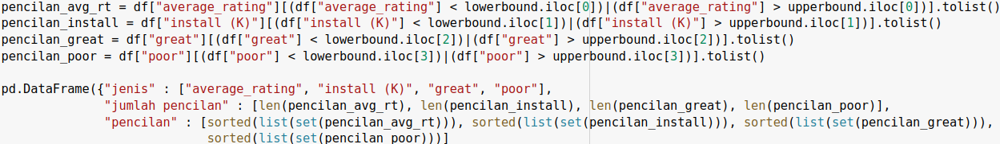 pencilan_avg_rt = df["average_rating"][(df["average_rating"] < lowerbound.iloc[0])|(df["average_rating"] > upperbound.iloc[0])].tolist()
pencilan_install = df["install (K)"][(df["install (K)"] < lowerbound.iloc[1])|(df["install (K)"] > upperbound.iloc[1])].tolist()
pencilan_great = df["great"][(df["great"] < lowerbound.iloc[2])|(df["great"] > upperbound.iloc[2])].tolist()
pencilan_poor = df["poor"][(df["poor"] < lowerbound.iloc[3])|(df["poor"] > upperbound.iloc[3])].tolist()
pd.DataFrame({"jenis" : ["average_rating", "install (K)", "great", "poor"],
"jumlah pencilan" : [len(pencilan_avg_rt), len(pencilan_install), len(pencilan_great), len(pencilan_poor)],
"pencilan" : [sorted(list(set(pencilan_avg_rt))), sorted(list(set(pencilan_install))), sorted(list(set(pencilan_great))),
sorted(list(set(pencilan_poor)))]